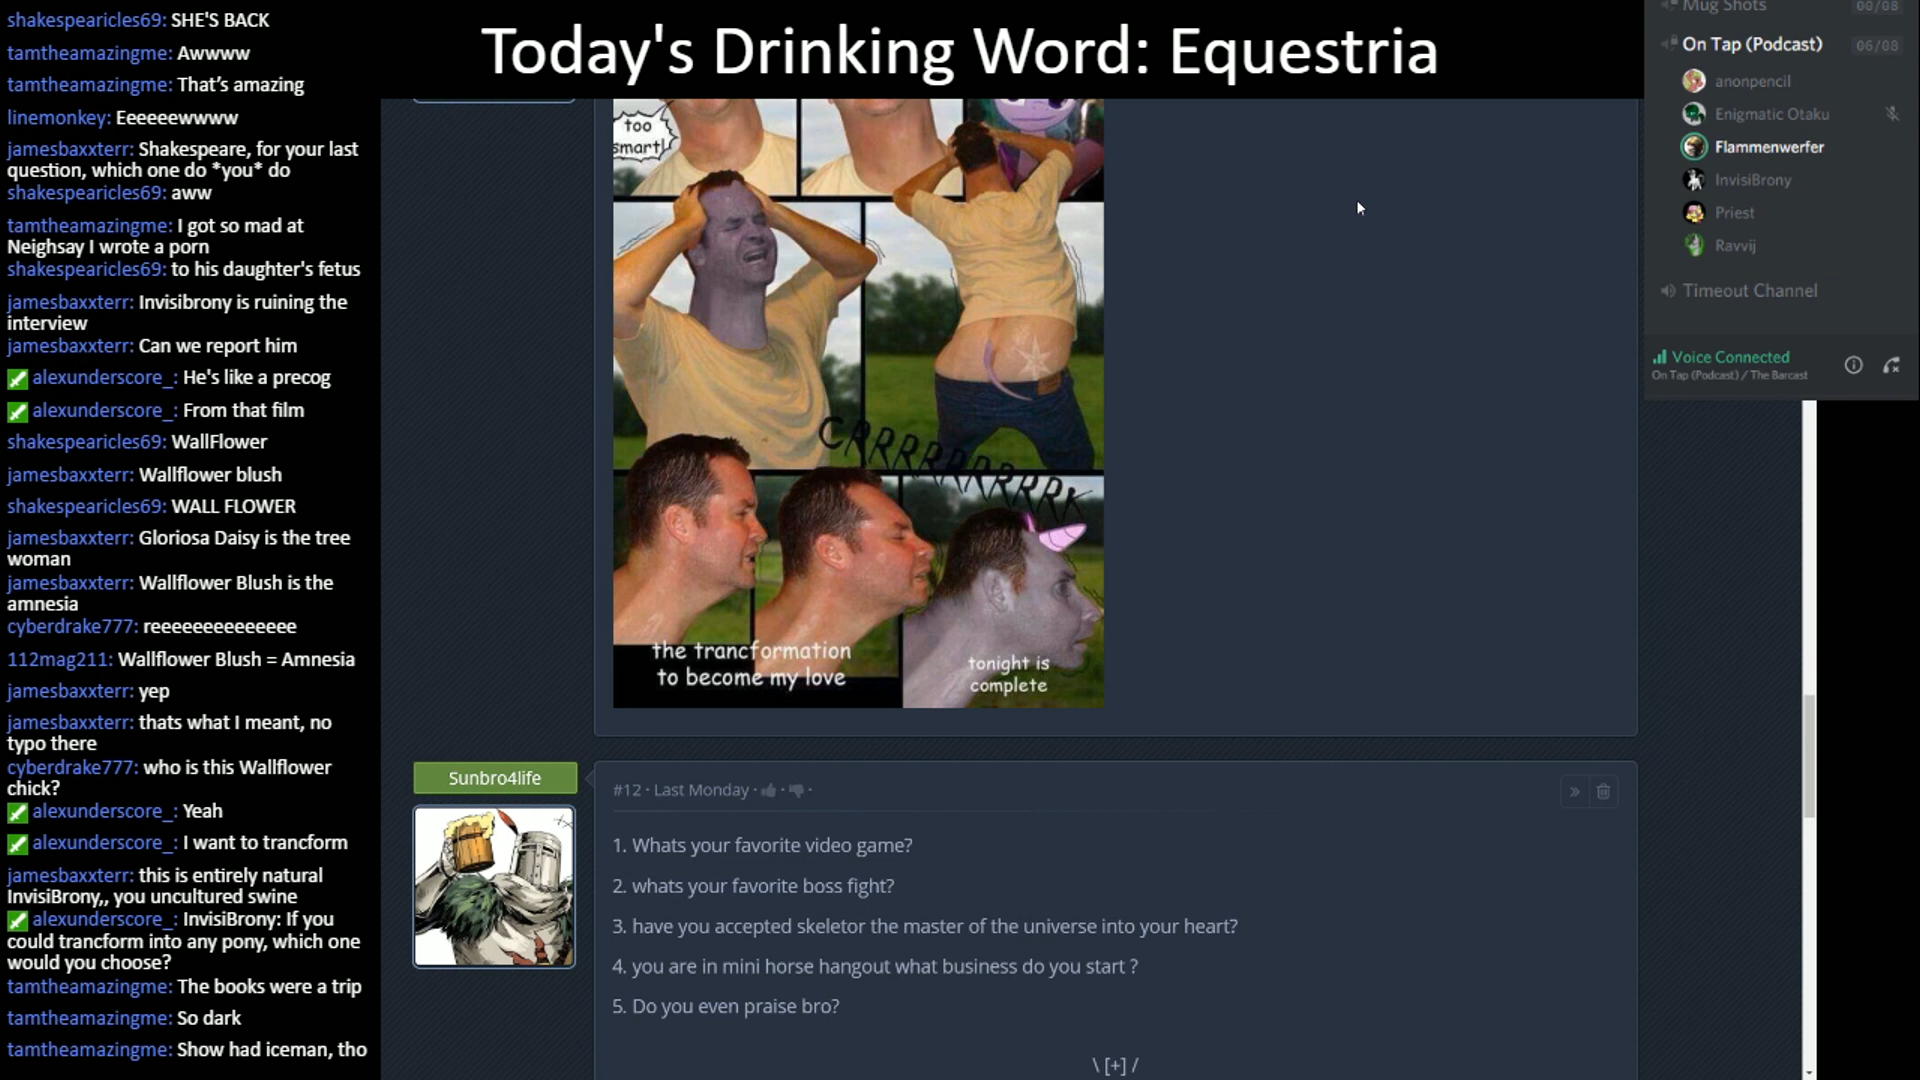 shakespearicles69: SHE'S BACK
tamtheamazingme: Awwww
tamtheamazingme: That's amazing
linemonkey: Eeeeeewwww
jamesbaxxterr: Shakespeare, for your last
question, which one do *you* do
shakespearicles69: aww
tamtheamazingme: I got so mad at
Neighsay I wrote a porn
shakespearicles69: to his daughter's fetus
jamesbaxxterr: Invisibrony is ruining the
interview
jamesbaxxterr: Can we report him
alexunderscore_: He's like a precog
alexunderscore_: From that film
shakespearicles69: WallFlower
jamesbaxxterr: Wallflower blush
shakespearicles69: WALL FLOWER
jamesbaxxterr: Gloriosa Daisy is the tree
woman
jamesbaxxterr: Wallflower Blush is the
amnesia
cyberdrake777: reeeeeeeeeeeeee
112mag211: Wallflower Blush = Amnesia
jamesbaxxterr: yep
jamesbaxxterr: thats what I meant, no
typo there
cyberdrake777: who is this Wallflower
chick?
alexunderscore_: Yeah
alexunderscore_: I want to transform
jamesbaxxterr: this is entirely natural
InvisiBrony,, you uncultured swine
alexunderscore_: InvisiBrony: If you
could trancform into any pony, which one
would you choose?
tamtheamazingme: The books were a trip
tamtheamazingme: So dark
tamtheamazingme: Show had iceman, tho
Today's Drinking Word: Equestria
too
smart!
CRRRRRRRRRRK
the trancformation
to become my love
tonight is
complete
Sunbro4life
#12 · Last Monday ·
1. Whats your favorite video game?
2. whats your favorite boss fight?
3. have you accepted skeletor the master of the universe into your heart?
4. you are in mini horse hangout what business do you start ?
5. Do you even praise bro?
\ [+] /
Mug Shots 00/08
On Tap (Podcast) 06/08
anonpencil
Enigmatic Otaku
Flammenwerfer
InvisiBrony
Priest
Ravvij
Timeout Channel
Voice Connected
On Tap (Podcast) / The Barcast